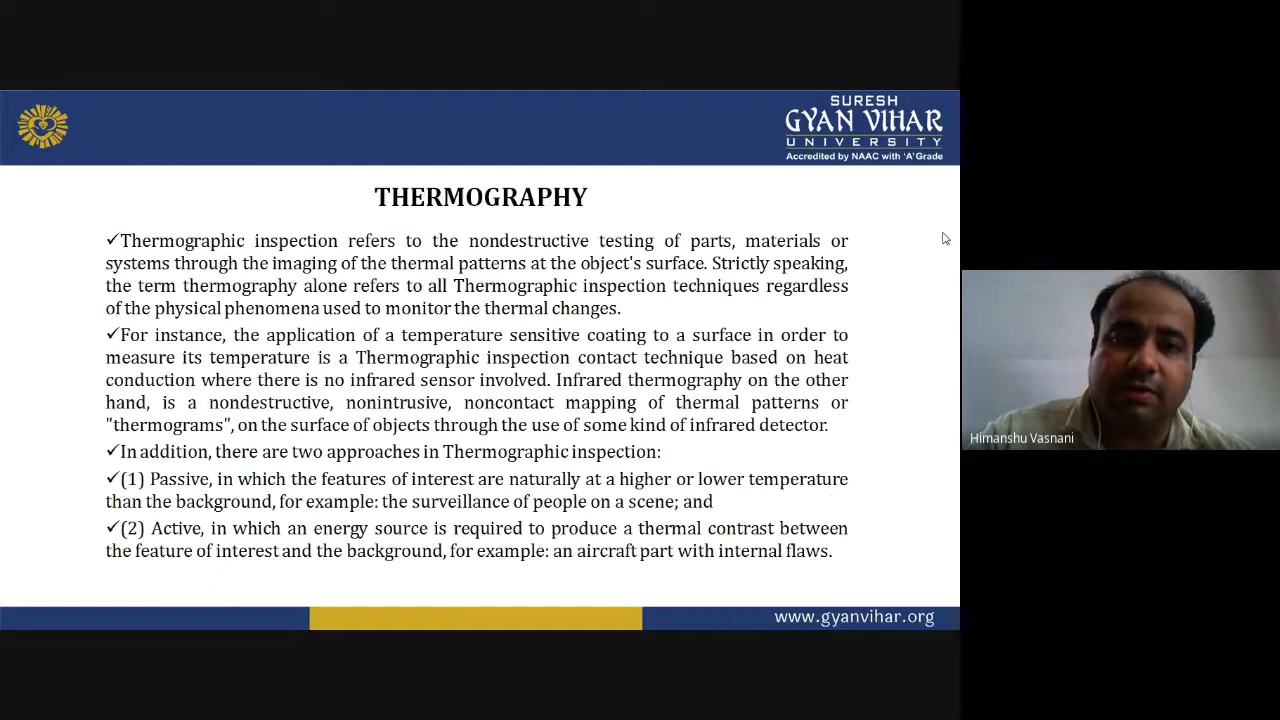 SURESH
GYAN VIHAR
UNIVERSITY
Accredited by NAAC with 'A' Grade
THERMOGRAPHY
✓Thermographic inspection refers to the nondestructive testing of parts, materials or
systems through the imaging of the thermal patterns at the object's surface. Strictly speaking,
the term thermography alone refers to all Thermographic inspection techniques regardless
of the physical phenomena used to monitor the thermal changes.
✓For instance, the application of a temperature sensitive coating to a surface in order to
measure its temperature is a Thermographic inspection contact technique based on heat
conduction where there is no infrared sensor involved. Infrared thermography on the other
hand, is a nondestructive, nonintrusive, noncontact mapping of thermal patterns or
"thermograms", on the surface of objects through the use of some kind of infrared detector.
✓In addition, there are two approaches in Thermographic inspection:
✓(1) Passive, in which the features of interest are naturally at a higher or lower temperature
than the background, for example: the surveillance of people on a scene; and
✓(2) Active, in which an energy source is required to produce a thermal contrast between
the feature of interest and the background, for example: an aircraft part with internal flaws.
www.gyanvihar.org
Himanshu Vasnani